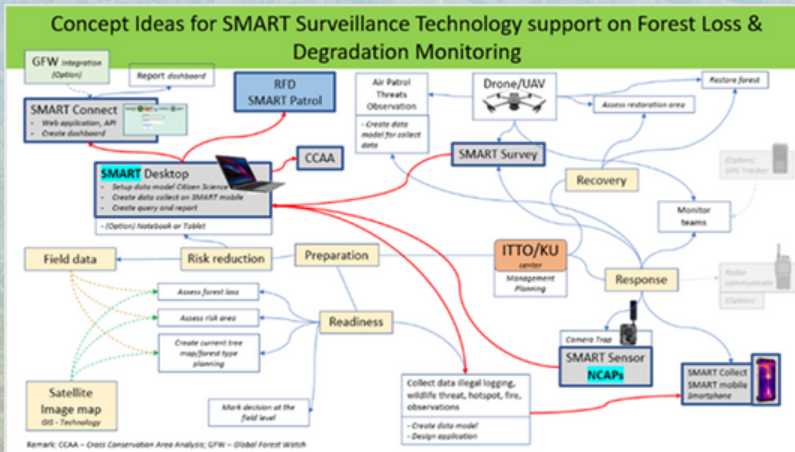 Concept Ideas for SMART Surveillance Technology support on Forest Loss &
Degradation Monitoring
GFW Integration
(Option)
Report dashboard
SMART Connect
- Web application, API
- Create dashboard
RFD
SMART Patrol
Air Patrol
Threats
Observation
- Create data
model for collect
data
Drone/UAV
Restore forest
Assess restoration area
CCAA
SMART Survey
SMART Desktop
- Setup data model Citizen Science
- Create data collect on SMART mobile
- Create query and report
- (Option) Notebook or Tablet
Recovery
(Option)
GPS Tracker
Monitor
teams
Field data
Risk reduction
Preparation
ITTO/KU
center
Management
Planning
Response
Radio
communicate
(Option)
Assess forest loss
Assess risk area
Create current tree
map/forest type
planning
Readiness
Camera Trap
SMART Sensor
NCAPs
SMART Collect
SMART mobile
Smartphone
Satellite
Image map
GIS - Technology
Mark decision at the
field level
Collect data illegal logging,
wildlife threat, hotspot, fire,
observations
- Create data model
- Design application
Remark: CCAA – Cross Conservation Area Analysis, GFW – Global Forest Watch